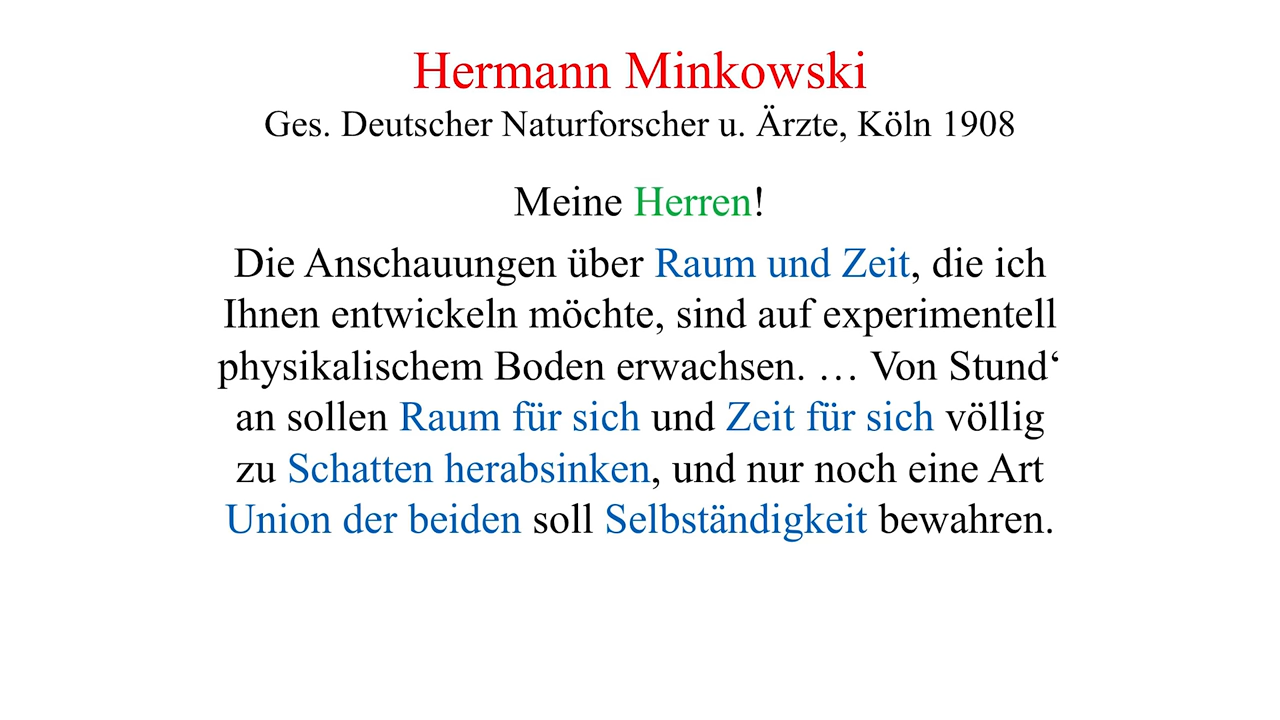 Hermann Minkowski
Ges. Deutscher Naturforscher u. Ärzte, Köln 1908
Meine Herren!
Die Anschauungen über Raum und Zeit, die ich
Ihnen entwickeln möchte, sind auf experimentell
physikalischem Boden erwachsen. … Von Stund‘
an sollen Raum für sich und Zeit für sich völlig
zu Schatten herabsinken, und nur noch eine Art
Union der beiden soll Selbständigkeit bewahren.